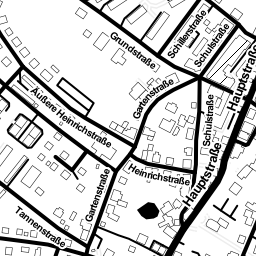 Schillerstraße
Schulstraße
Grundstraße
Hauptstraße
Gartenstraße
Äußere Heinrichstraße
Schulstraße
Heinrichstraße
Hauptstraße
Gartenstraße
Tannenstraße